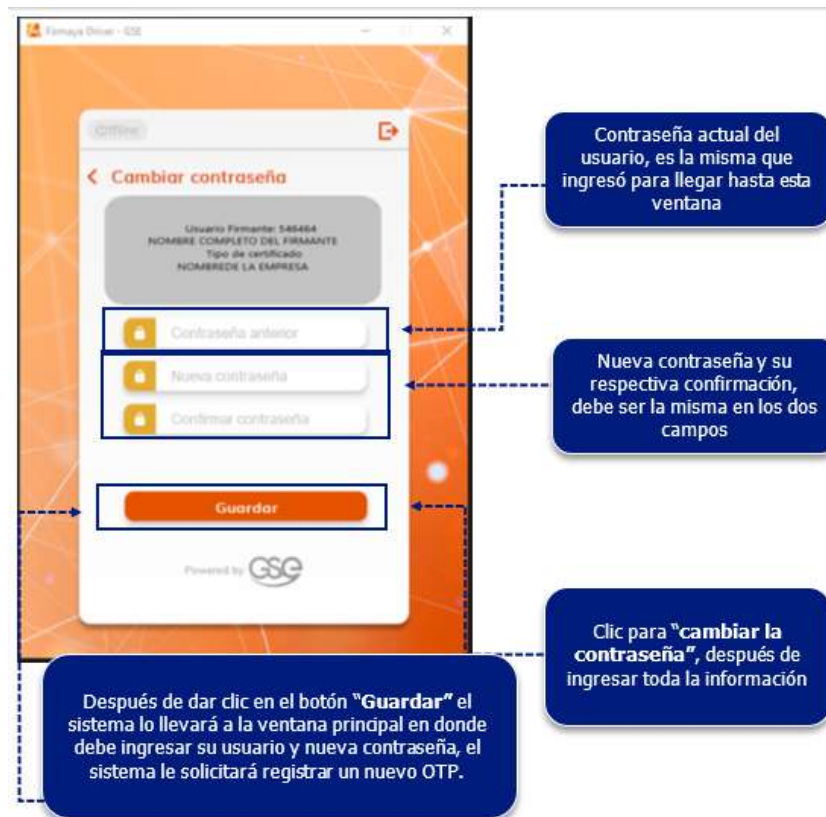 Firmaya Driver - GSE
Offline
Cambiar contraseña
Usuario Firmante: 546464
NOMBRE COMPLETO DEL FIRMANTE
Tipo de certificado
NOMBREDE LA EMPRESA
Contraseña anterior
Nueva contraseña
Confirmar contraseña
Guardar
Powered by GSE
Contraseña actual del
usuario, es la misma que
ingresó para llegar hasta esta
ventana
Nueva contraseña y su
respectiva confirmación,
debe ser la misma en los dos
campos
Clic para “cambiar la
contraseña”, después de
ingresar toda la información
Después de dar clic en el botón “Guardar” el
sistema lo llevará a la ventana principal en donde
debe ingresar su usuario y nueva contraseña, el
sistema le solicitará registrar un nuevo OTP.